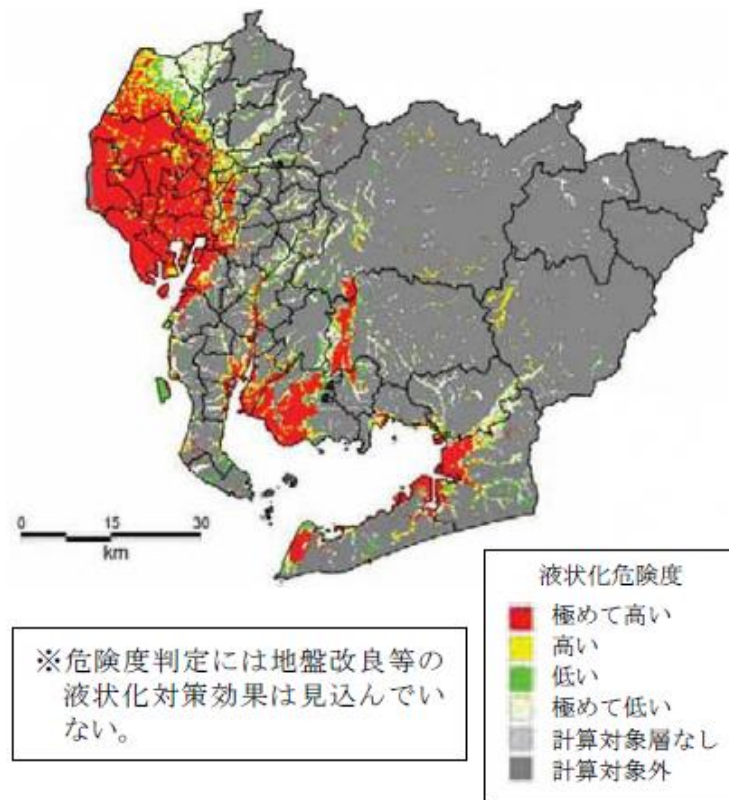 0 15 30
km
液状化危険度
極めて高い
高い
低い
極めて低い
計算対象層なし
計算対象外
※危険度判定には地盤改良等の
液状化対策効果は見込んでい
ない。